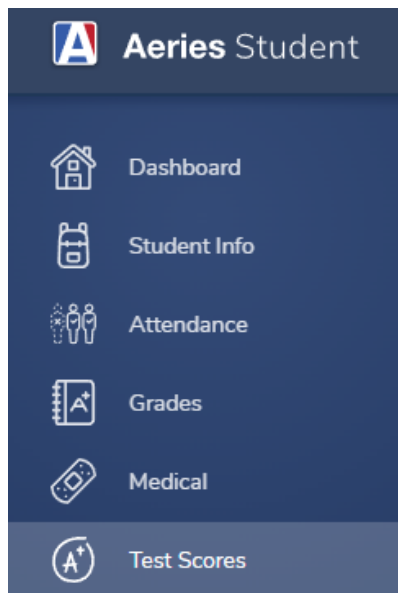 A Aeries Student
Dashboard
Student Info
Attendance
A+ Grades
Medical
A+ Test Scores